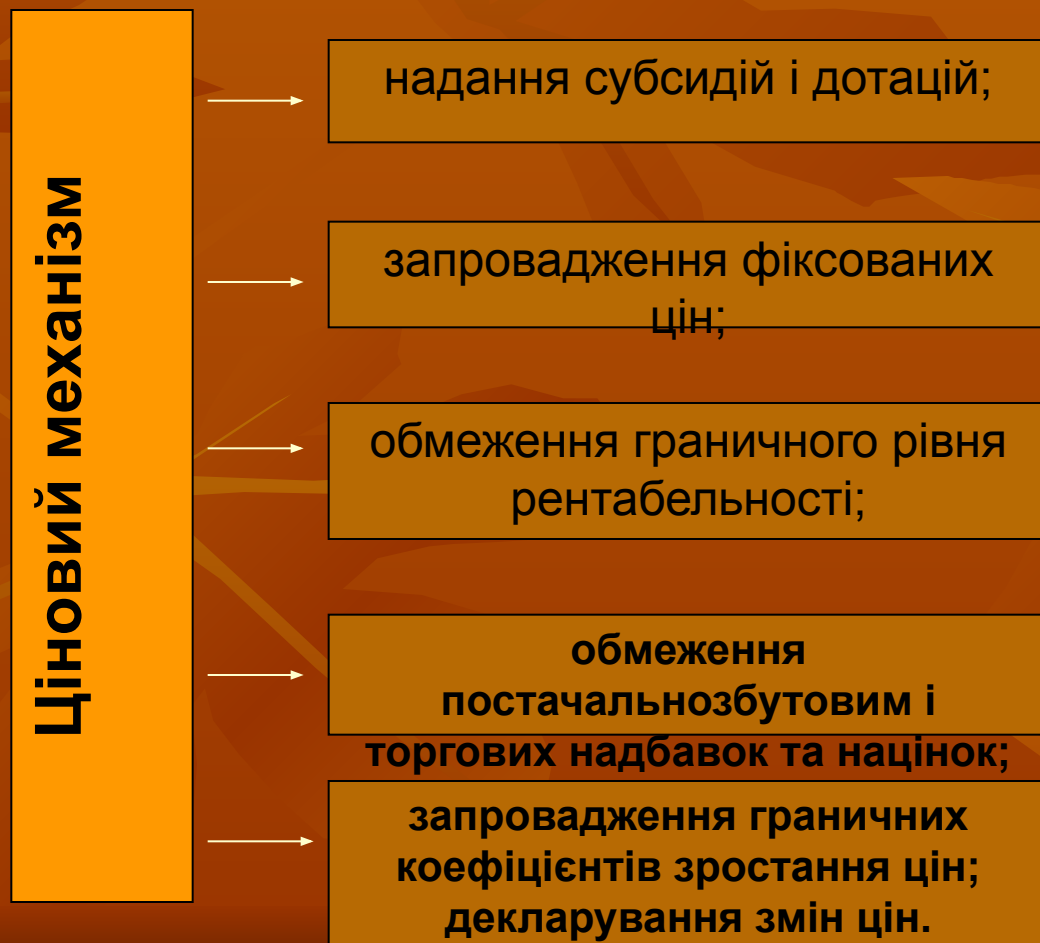 Ціновий механізм
надання субсидій і дотацій;
запровадження фіксованих
цін;
обмеження граничного рівня
рентабельності;
обмеження
постачальнозбутовим і
торгових надбавок та націнок;
запровадження граничних
коефіцієнтів зростання цін;
декларування змін цін.